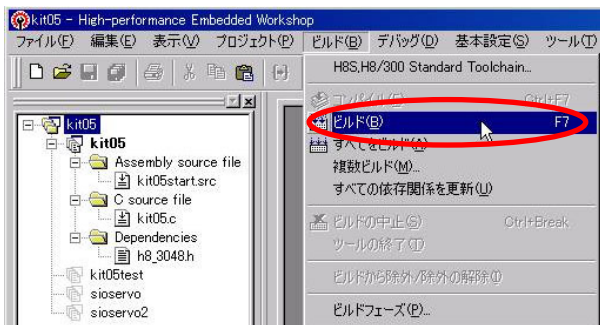 kit05 - High-performance Embedded Workshop
ファイル(F) 編集(E) 表示(V) プロジェクト(P) ビルド(B) デバッグ(D) 基本設定(S) ツール(T)
H8S,H8/300 Standard Toolchain...
コンパイル(F) Ctrl+F7
ビルド(B) F7
すべてをビルド(A)
複数ビルド(M)...
すべての依存関係を更新(U)
ビルドの中止(S) Ctrl+Break
ツールの終了(T)
ビルドから除外/除外の解除(I)
ビルドフェーズ(P)...
kit05
kit05
Assembly source file
kit05start.src
C source file
kit05.c
Dependencies
h8_3048.h
kit05test
sioservo
sioservo2